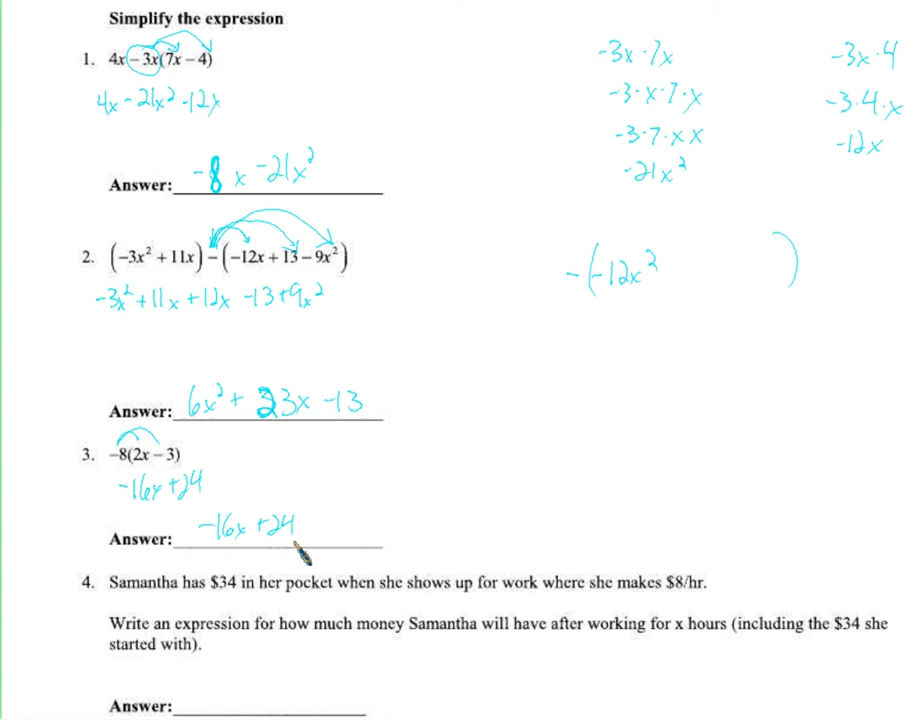 Simplify the expression
1. 4x – 3x(7x – 4)
4x - 21x² - 12x
Answer: -8x - 21x²
2. (–3x² + 11x) – (–12x + 13 – 9x²)
-3x² + 11x + 12x - 13 + 9x²
Answer: 6x² + 23x - 13
3. –8(2x – 3)
-16x + 24
Answer: -16x + 24
4. Samantha has $34 in her pocket when she shows up for work where she makes $8/hr.
Write an expression for how much money Samantha will have after working for x hours (including the $34 she
started with).
Answer:
-3x·7x
-3·x·7·x
-3·7·x x
-21x²
-3x·4
-3·4·x
-12x
-(-12x² )